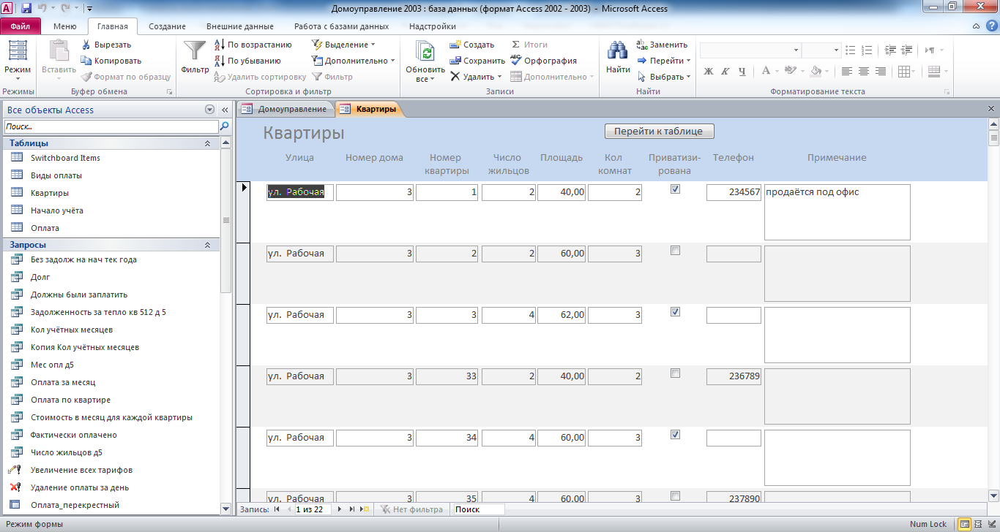 Домоуправление 2003 : база данных (формат Access 2002 - 2003) - Microsoft Access
Файл Меню Главная Создание Внешние данные Работа с базами данных Надстройки
Режим
Режимы
Вставить
Вырезать
Копировать
Формат по образцу
Буфер обмена
Фильтр
По возрастанию
По убыванию
Удалить сортировку
Выделение
Дополнительно
Фильтр
Сортировка и фильтр
Обновить
все
Создать
Сохранить
Удалить
Итоги
Орфография
Дополнительно
Записи
Найти
Заменить
Перейти
Выбрать
Найти
Ж К Ч А
Форматирование текста
Все объекты Access
Поиск...
Таблицы
Switchboard Items
Виды оплаты
Квартиры
Начало учёта
Оплата
Запросы
Без задолж на нач тек года
Долг
Должны были заплатить
Задолженность за тепло кв 512 д 5
Кол учётных месяцев
Копия Кол учётных месяцев
Мес опл д5
Оплата за месяц
Оплата по квартире
Стоимость в месяц для каждой квартиры
Фактически оплачено
Число жильцов д5
Увеличение всех тарифов
Удаление оплаты за день
Оплата_перекрестный
Домоуправление Квартиры
Квартиры
Перейти к таблице
Улица Номер дома Номер квартиры Число жильцов Площадь Кол комнат Приватизи-рована Телефон Примечание
ул. Рабочая 3 1 2 40,00 2 234567 продаётся под офис
ул. Рабочая 3 2 2 60,00 3
ул. Рабочая 3 3 4 62,00 3
ул. Рабочая 3 33 2 40,00 2 236789
ул. Рабочая 3 34 4 60,00 3
ул. Рабочая 3 35 4 60,00 3 237890
Запись: 1 из 22 Нет фильтра Поиск
Режим формы
Num Lock